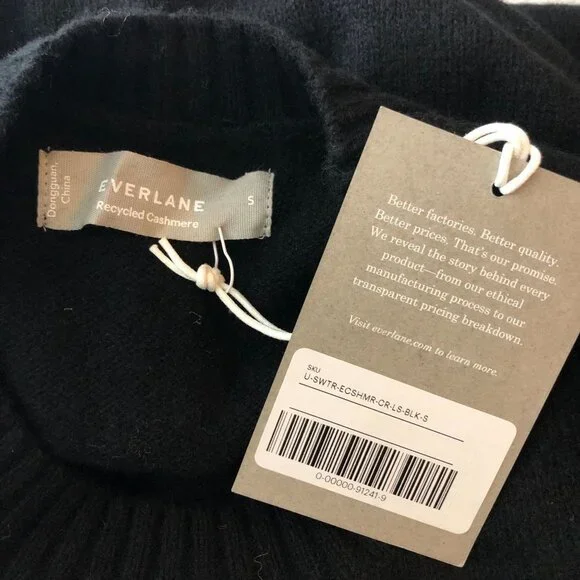 Dongguan,
China
EVERLANE
Recycled Cashmere
S
Better factories. Better quality.
Better prices. That's our promise.
We reveal the story behind every
product—from our ethical
manufacturing process to our
transparent pricing breakdown.
Visit everlane.com to learn more.
SKU
U-SWTR-ECSHMR-CR-LS-BLK-S
0-00000-91241-9